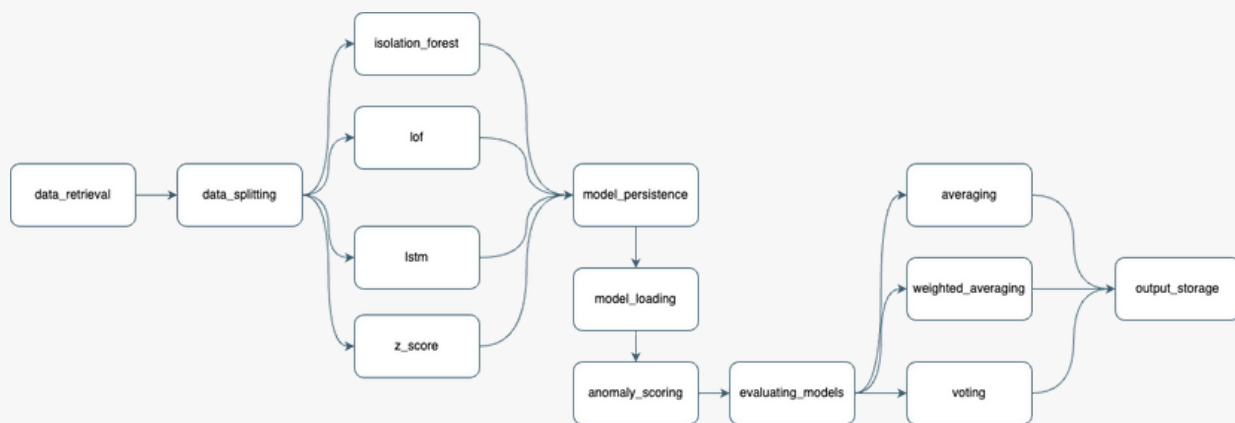 data_retrieval
data_splitting
isolation_forest
lof
lstm
z_score
model_persistence
model_loading
anomaly_scoring
evaluating_models
averaging
weighted_averaging
voting
output_storage